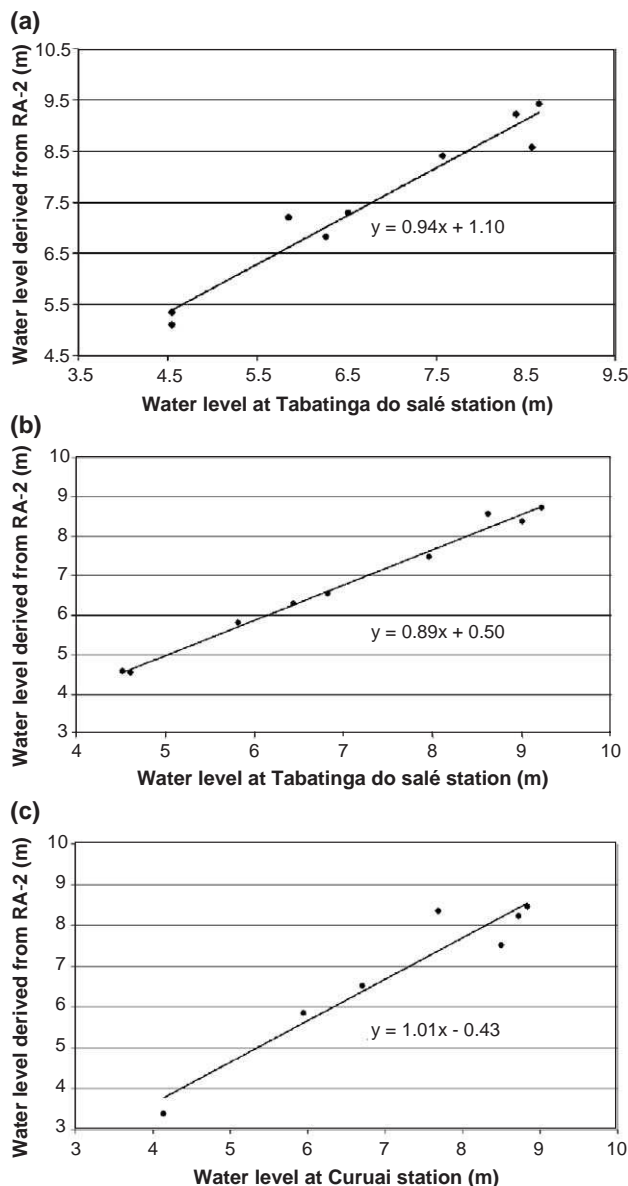 (a)
Water level derived from RA-2 (m)
10.5
9.5
8.5
7.5
6.5
5.5
4.5
y = 0.94x + 1.10
3.5 4.5 5.5 6.5 7.5 8.5 9.5
Water level at Tabatinga do salé station (m)
(b)
Water level derived from RA-2 (m)
10
9
8
7
6
5
4
3
y = 0.89x + 0.50
4 5 6 7 8 9 10
Water level at Tabatinga do salé station (m)
(c)
Water level derived from RA-2 (m)
10
9
8
7
6
5
4
3
y = 1.01x - 0.43
3 4 5 6 7 8 9 10
Water level at Curuai station (m)